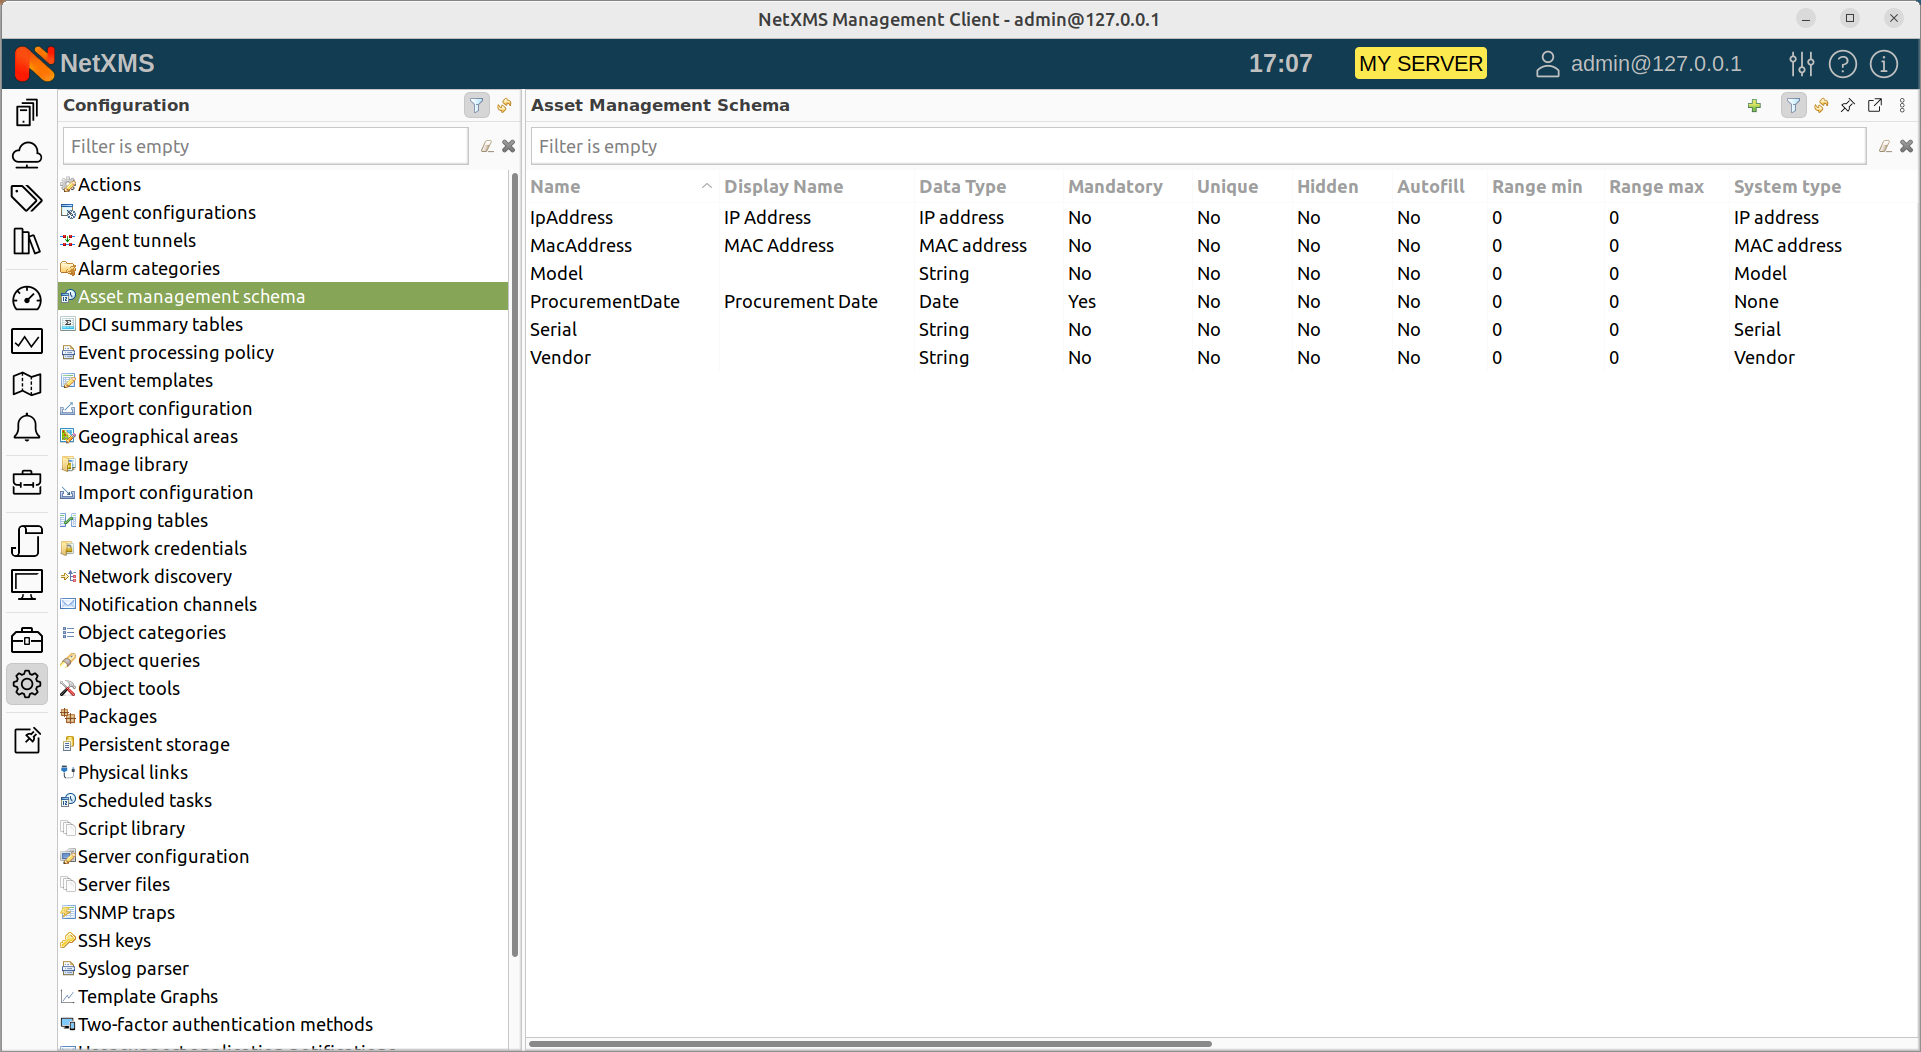 NetXMS Management Client - admin@127.0.0.1
NetXMS
17:07
MY SERVER
admin@127.0.0.1
Configuration
Filter is empty
Actions
Agent configurations
Agent tunnels
Alarm categories
Asset management schema
DCI summary tables
Event processing policy
Event templates
Export configuration
Geographical areas
Image library
Import configuration
Mapping tables
Network credentials
Network discovery
Notification channels
Object categories
Object queries
Object tools
Packages
Persistent storage
Physical links
Scheduled tasks
Script library
Server configuration
Server files
SNMP traps
SSH keys
Syslog parser
Template Graphs
Two-factor authentication methods
Asset Management Schema
Filter is empty
Name Display Name Data Type Mandatory Unique Hidden Autofill Range min Range max System type
IpAddress IP Address IP address No No No No 0 0 IP address
MacAddress MAC Address MAC address No No No No 0 0 MAC address
Model String No No No No 0 0 Model
ProcurementDate Procurement Date Date Yes No No No 0 0 None
Serial String No No No No 0 0 Serial
Vendor String No No No No 0 0 Vendor